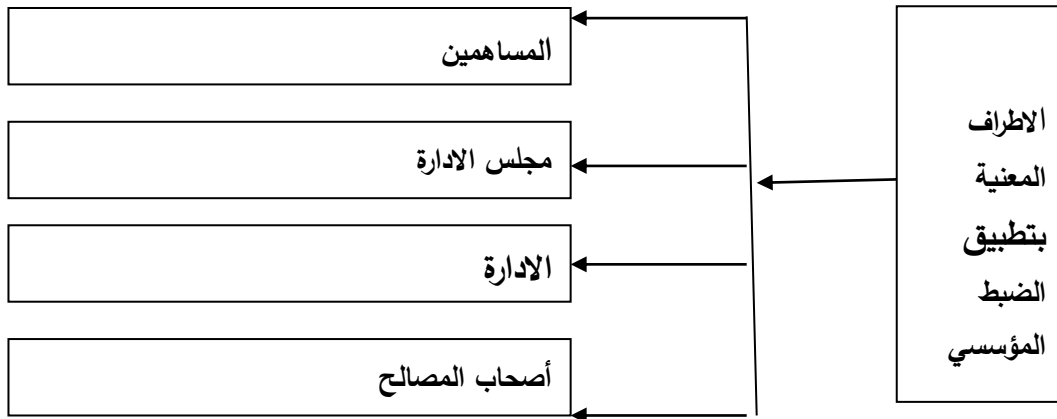 الاطراف
المعنية
بتطبيق
الضبط
المؤسسي
المساهمين
مجلس الادارة
الادارة
أصحاب المصالح